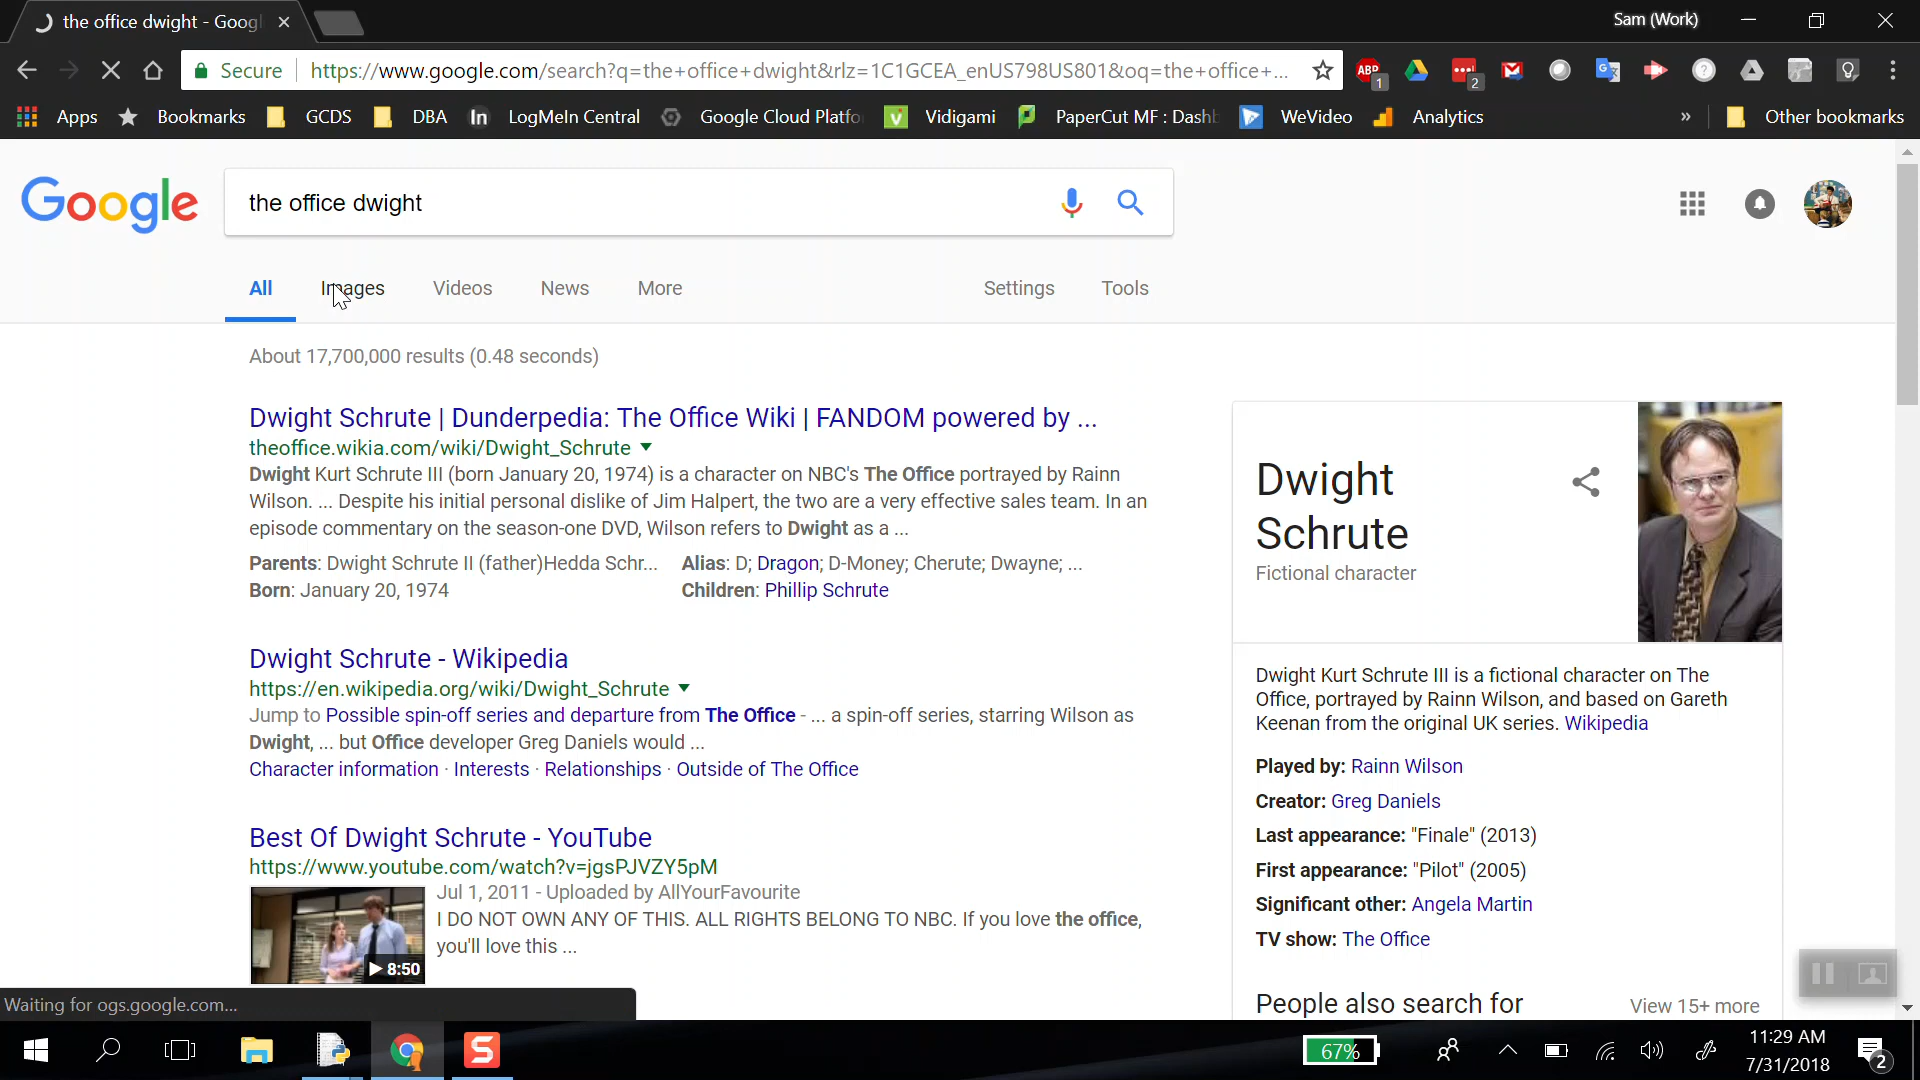 the office dwight - Googl
Sam (Work)
Secure
https://www.google.com/search?q=the+office+dwight&rlz=1C1GCEA_enUS798US801&oq=the+office+...
ABP 1
2
Apps
Bookmarks
GCDS
DBA
In
LogMeIn Central
Google Cloud Platfo
Vidigami
PaperCut MF : Dashb
WeVideo
Analytics
»
Other bookmarks
Google
the office dwight
All
Images
Videos
News
More
Settings
Tools
About 17,700,000 results (0.48 seconds)
Dwight Schrute | Dunderpedia: The Office Wiki | FANDOM powered by ...
theoffice.wikia.com/wiki/Dwight_Schrute
Dwight Kurt Schrute III (born January 20, 1974) is a character on NBC's The Office portrayed by Rainn
Wilson. ... Despite his initial personal dislike of Jim Halpert, the two are a very effective sales team. In an
episode commentary on the season-one DVD, Wilson refers to Dwight as a ...
Parents: Dwight Schrute II (father)Hedda Schr...
Alias: D; Dragon; D-Money; Cherute; Dwayne; ...
Born: January 20, 1974
Children: Phillip Schrute
Dwight Schrute - Wikipedia
https://en.wikipedia.org/wiki/Dwight_Schrute
Jump to Possible spin-off series and departure from The Office - ... a spin-off series, starring Wilson as
Dwight, ... but Office developer Greg Daniels would ...
Character information · Interests · Relationships · Outside of The Office
Best Of Dwight Schrute - YouTube
https://www.youtube.com/watch?v=jgsPJVZY5pM
Jul 1, 2011 - Uploaded by AllYourFavourite
I DO NOT OWN ANY OF THIS. ALL RIGHTS BELONG TO NBC. If you love the office,
you'll love this ...
8:50
Dwight
Schrute
Fictional character
Dwight Kurt Schrute III is a fictional character on The
Office, portrayed by Rainn Wilson, and based on Gareth
Keenan from the original UK series. Wikipedia
Played by: Rainn Wilson
Creator: Greg Daniels
Last appearance: "Finale" (2013)
First appearance: "Pilot" (2005)
Significant other: Angela Martin
TV show: The Office
People also search for
View 15+ more
Waiting for ogs.google.com...
S
67%
11:29 AM
7/31/2018
2